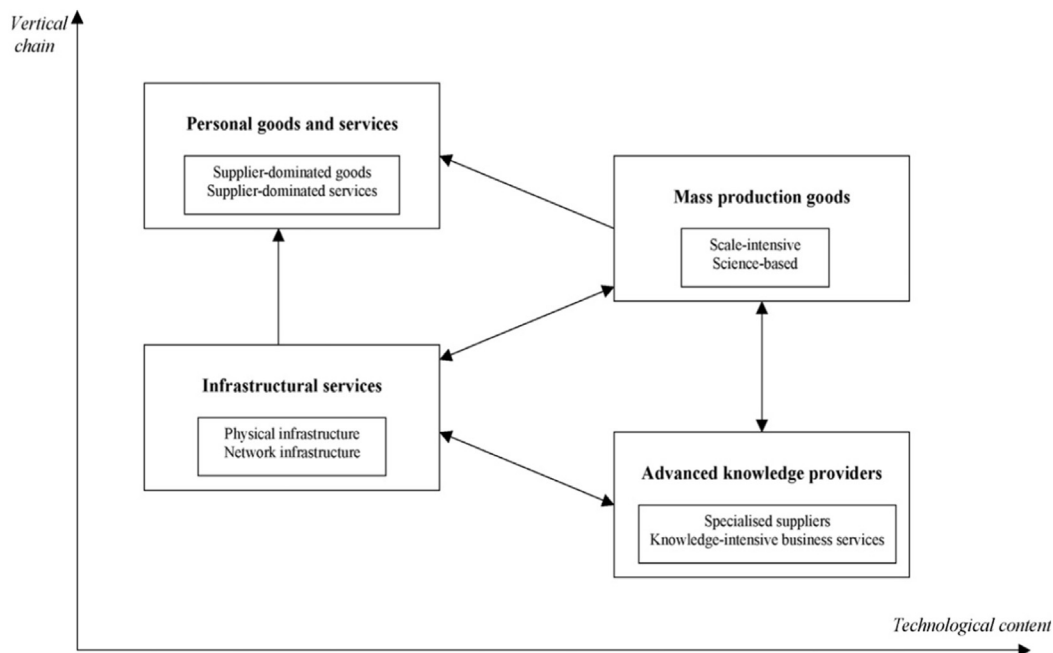 Vertical
chain
Personal goods and services
Supplier-dominated goods
Supplier-dominated services
Mass production goods
Scale-intensive
Science-based
Infrastructural services
Physical infrastructure
Network infrastructure
Advanced knowledge providers
Specialised suppliers
Knowledge-intensive business services
Technological content